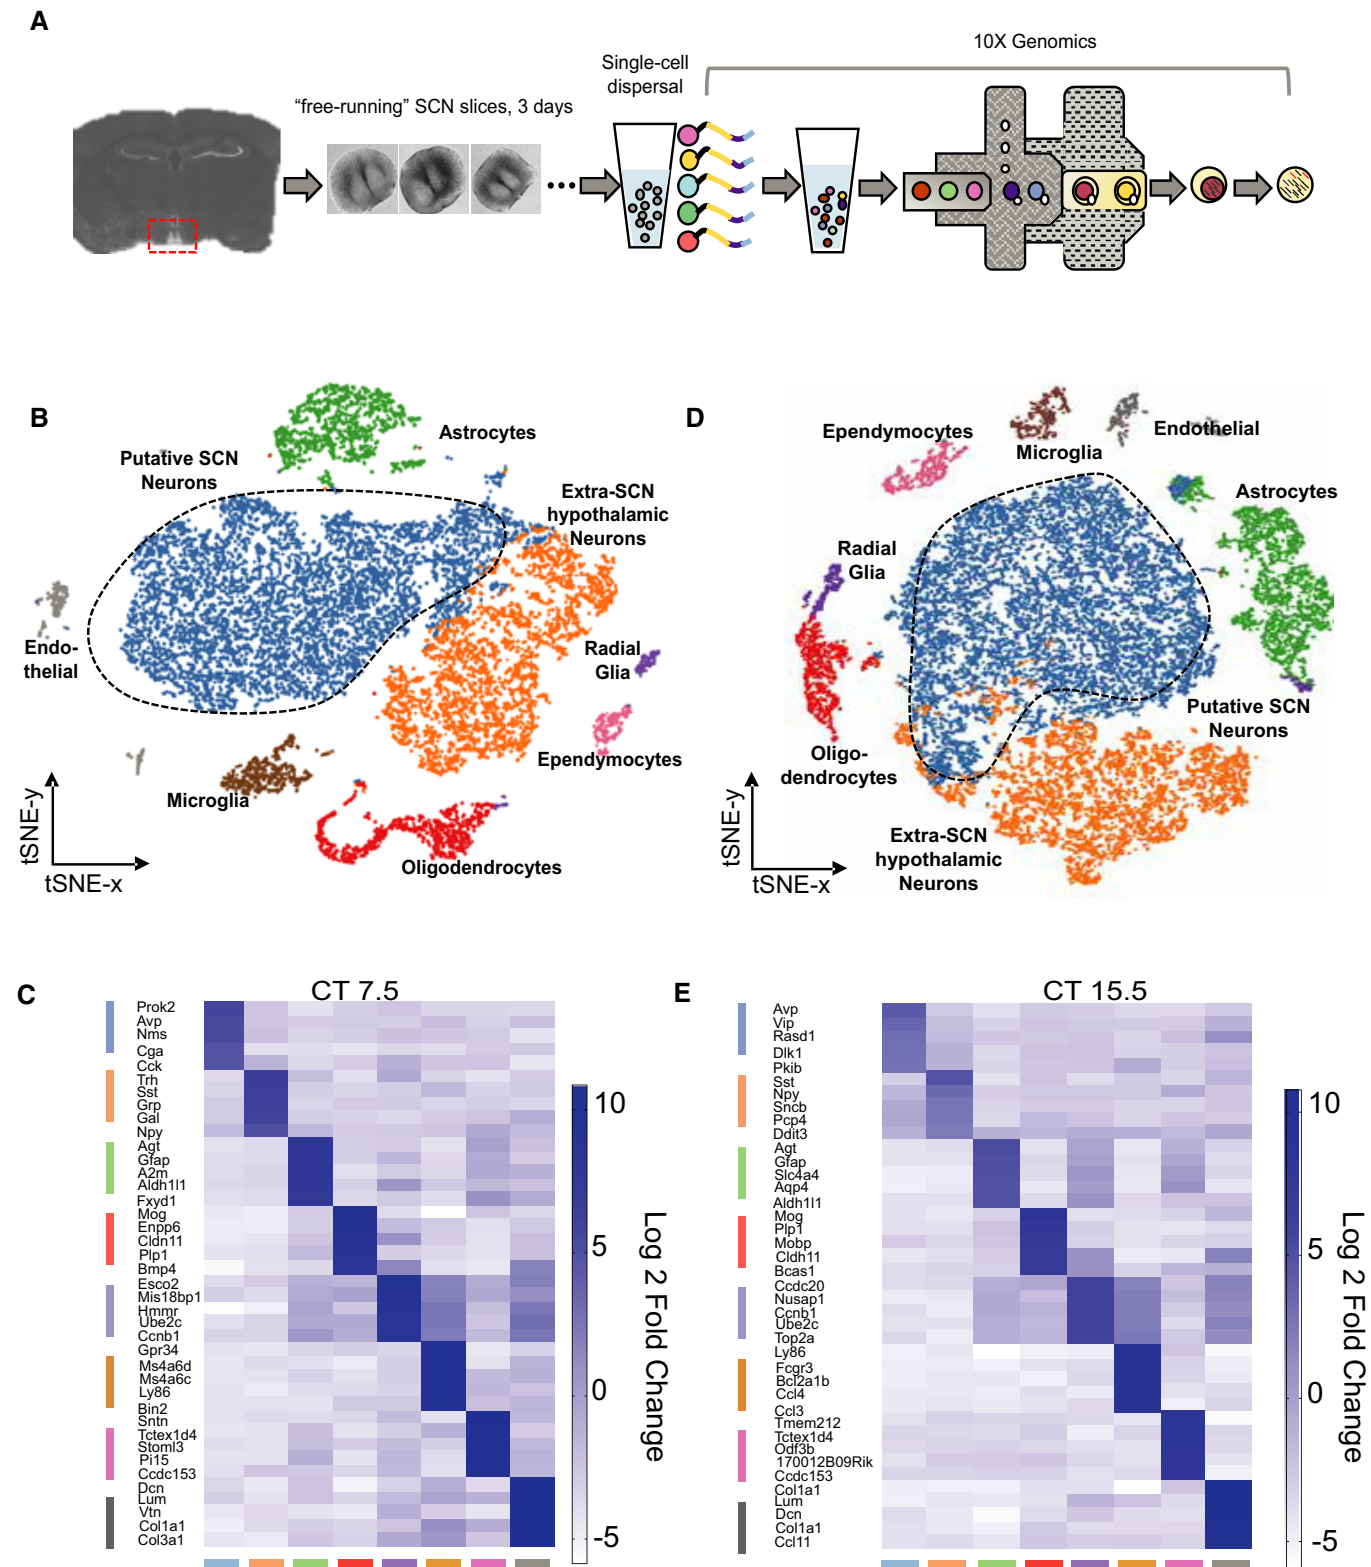 A
10X Genomics
Single-cell
dispersal
“free-running” SCN slices, 3 days
B
Putative SCN
Neurons
Astrocytes
Extra-SCN
hypothalamic
Neurons
Endo-
thelial
Radial
Glia
Ependymocytes
Microglia
Oligodendrocytes
tSNE-y
tSNE-x
D
Ependymocytes
Microglia
Endothelial
Astrocytes
Radial
Glia
Putative SCN
Neurons
Oligo-
dendrocytes
Extra-SCN
hypothalamic
Neurons
tSNE-y
tSNE-x
C
CT 7.5
Prok2
Avp
Nms
Cga
Cck
Trh
Sst
Grp
Gal
Npy
Agt
Gfap
A2m
Aldh1l1
Fxyd1
Mog
Enpp6
Cldn11
Plp1
Bmp4
Esco2
Mis18bp1
Hmmr
Ube2c
Ccnb1
Gpr34
Ms4a6d
Ms4a6c
Ly86
Bin2
Sntn
Tctex1d4
Stoml3
Pi15
Ccdc153
Dcn
Lum
Vtn
Col1a1
Col3a1
10
5
0
-5
Log 2 Fold Change
E
CT 15.5
Avp
Vip
Rasd1
Dlk1
Pkib
Sst
Npy
Sncb
Pcp4
Ddit3
Agt
Gfap
Slc4a4
Aqp4
Aldh1l1
Mog
Plp1
Mobp
Cldh11
Bcas1
Ccdc20
Nusap1
Ccnb1
Ube2c
Top2a
Ly86
Fcgr3
Bcl2a1b
Ccl4
Ccl3
Tmem212
Tctex1d4
Odf3b
170012B09Rik
Ccdc153
Col1a1
Lum
Dcn
Col1a1
Ccl11
10
5
0
-5
Log 2 Fold Change